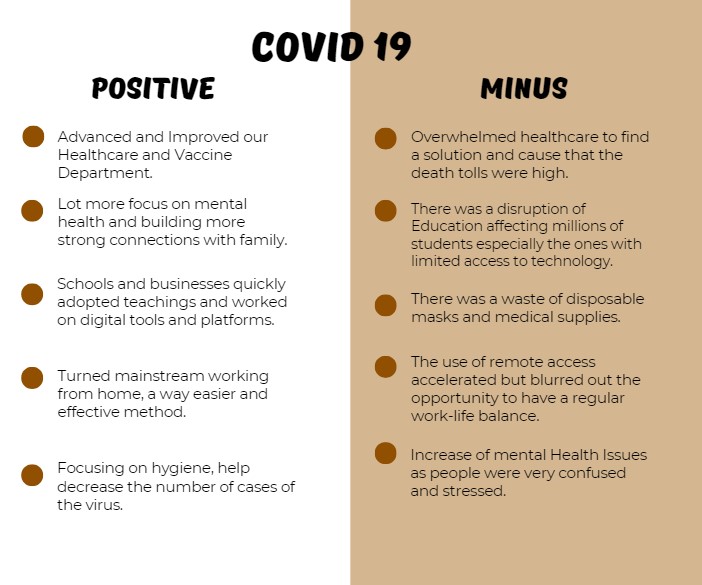 COVID 19
POSITIVE
Advanced and Improved our
Healthcare and Vaccine
Department.
Lot more focus on mental
health and building more
strong connections with family.
Schools and businesses quickly
adopted teachings and worked
on digital tools and platforms.
Turned mainstream working
from home, a way easier and
effective method.
Focusing on hygiene, help
decrease the number of cases of
the virus.
MINUS
Overwhelmed healthcare to find
a solution and cause that the
death tolls were high.
There was a disruption of
Education affecting millions of
students especially the ones with
limited access to technology.
There was a waste of disposable
masks and medical supplies.
The use of remote access
accelerated but blurred out the
opportunity to have a regular
work-life balance.
Increase of mental Health Issues
as people were very confused
and stressed.